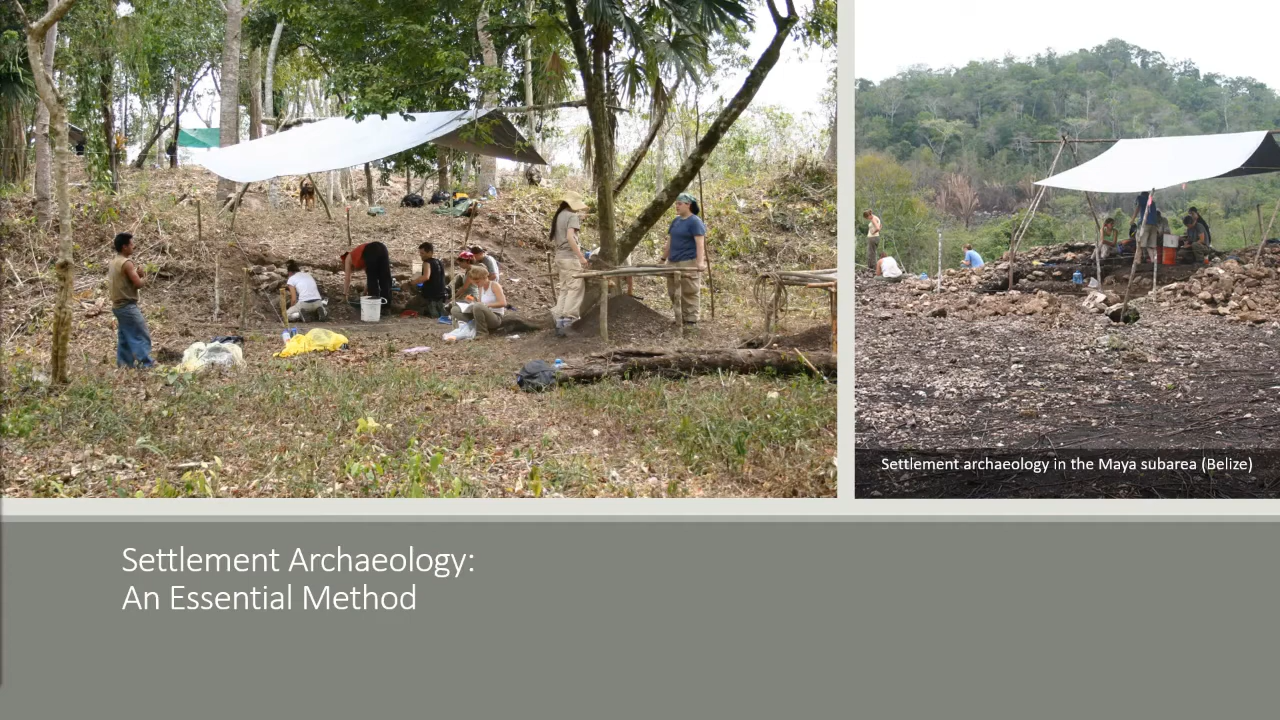 Settlement archaeology in the Maya subarea (Belize)
Settlement Archaeology:
An Essential Method